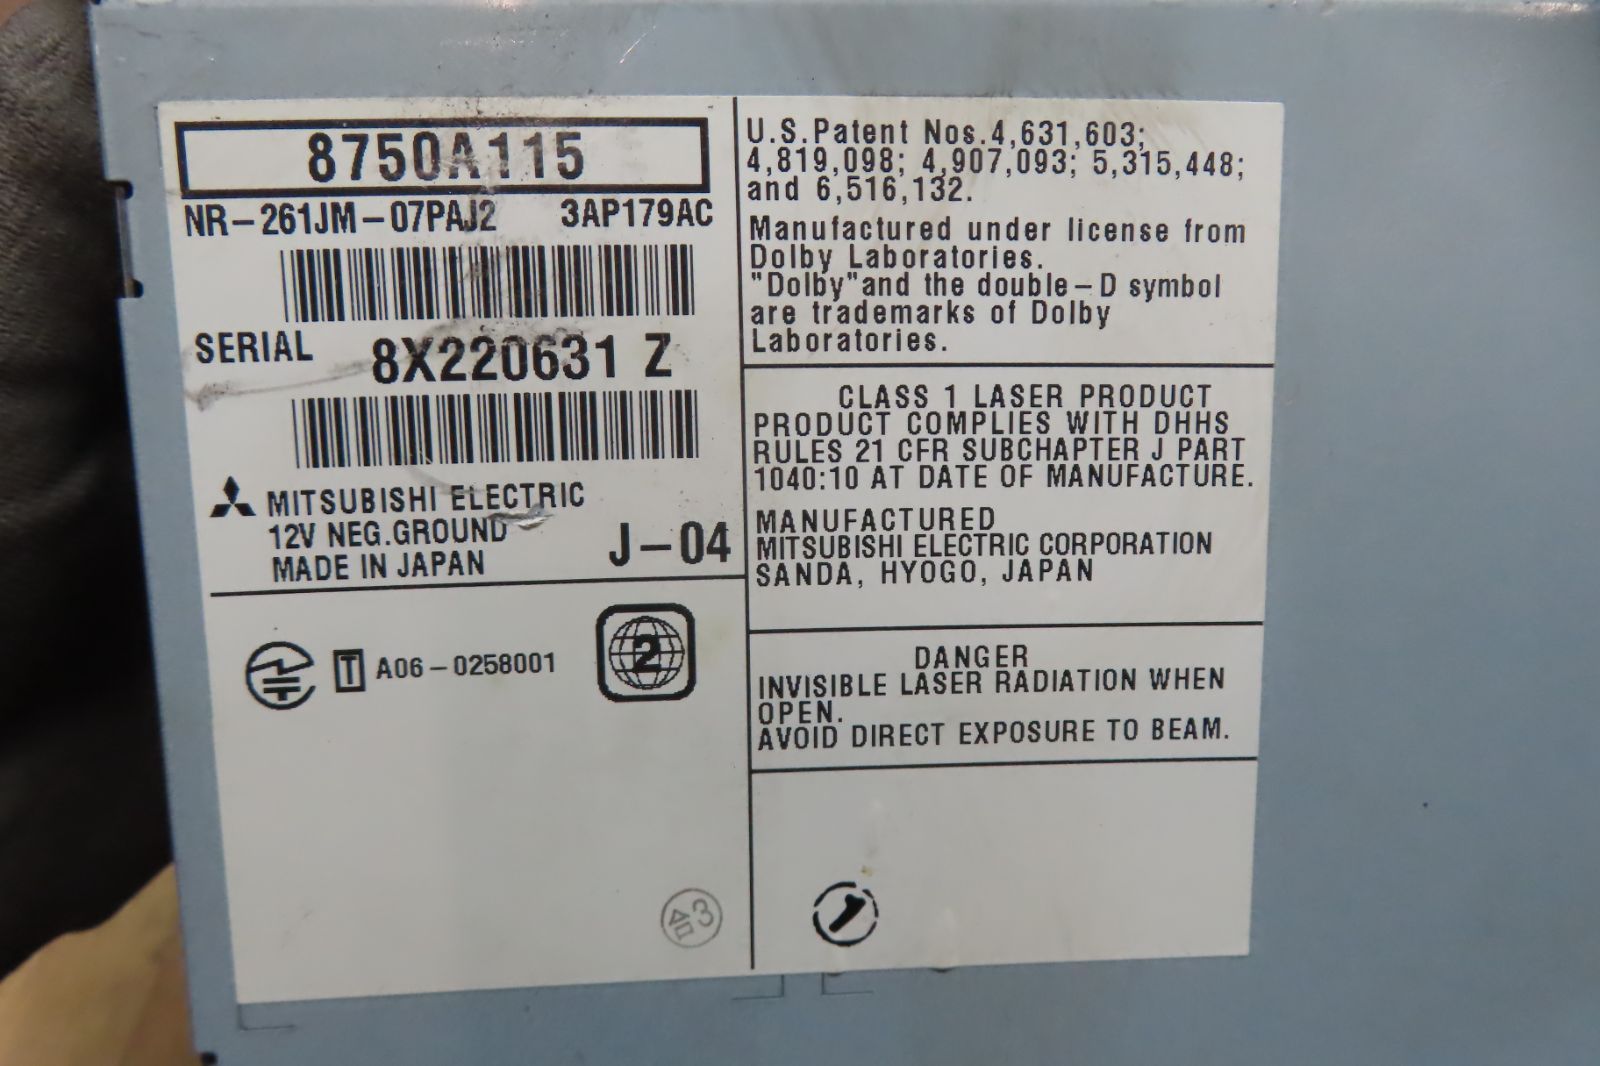 8750A115
NR-261JM-07PAJ2 3AP179AC
SERIAL 8X220631 Z
MITSUBISHI ELECTRIC
12V NEG.GROUND
MADE IN JAPAN
J-04
T A06-0258001
2
U.S.Patent Nos.4,631,603;
4,819,098; 4,907,093; 5,315,448;
and 6,516,132.
Manufactured under license from
Dolby Laboratories.
"Dolby"and the double-D symbol
are trademarks of Dolby
Laboratories.
CLASS 1 LASER PRODUCT
PRODUCT COMPLIES WITH DHHS
RULES 21 CFR SUBCHAPTER J PART
1040:10 AT DATE OF MANUFACTURE.
MANUFACTURED
MITSUBISHI ELECTRIC CORPORATION
SANDA, HYOGO, JAPAN
DANGER
INVISIBLE LASER RADIATION WHEN
OPEN.
AVOID DIRECT EXPOSURE TO BEAM.